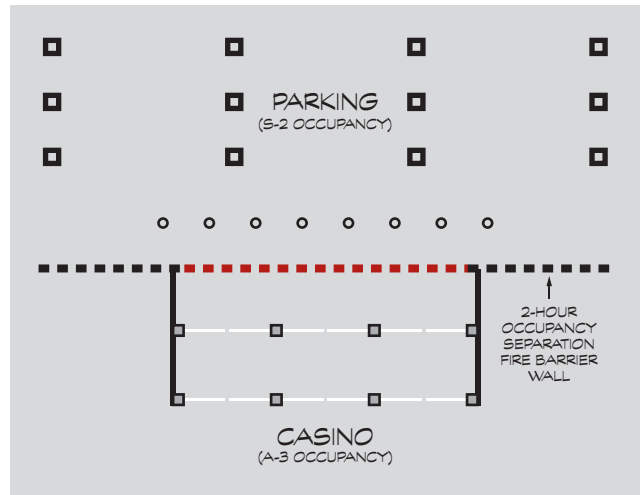 PARKING
(S-2 OCCUPANCY)
2-HOUR
OCCUPANCY
SEPARATION
FIRE BARRIER
WALL
CASINO
(A-3 OCCUPANCY)